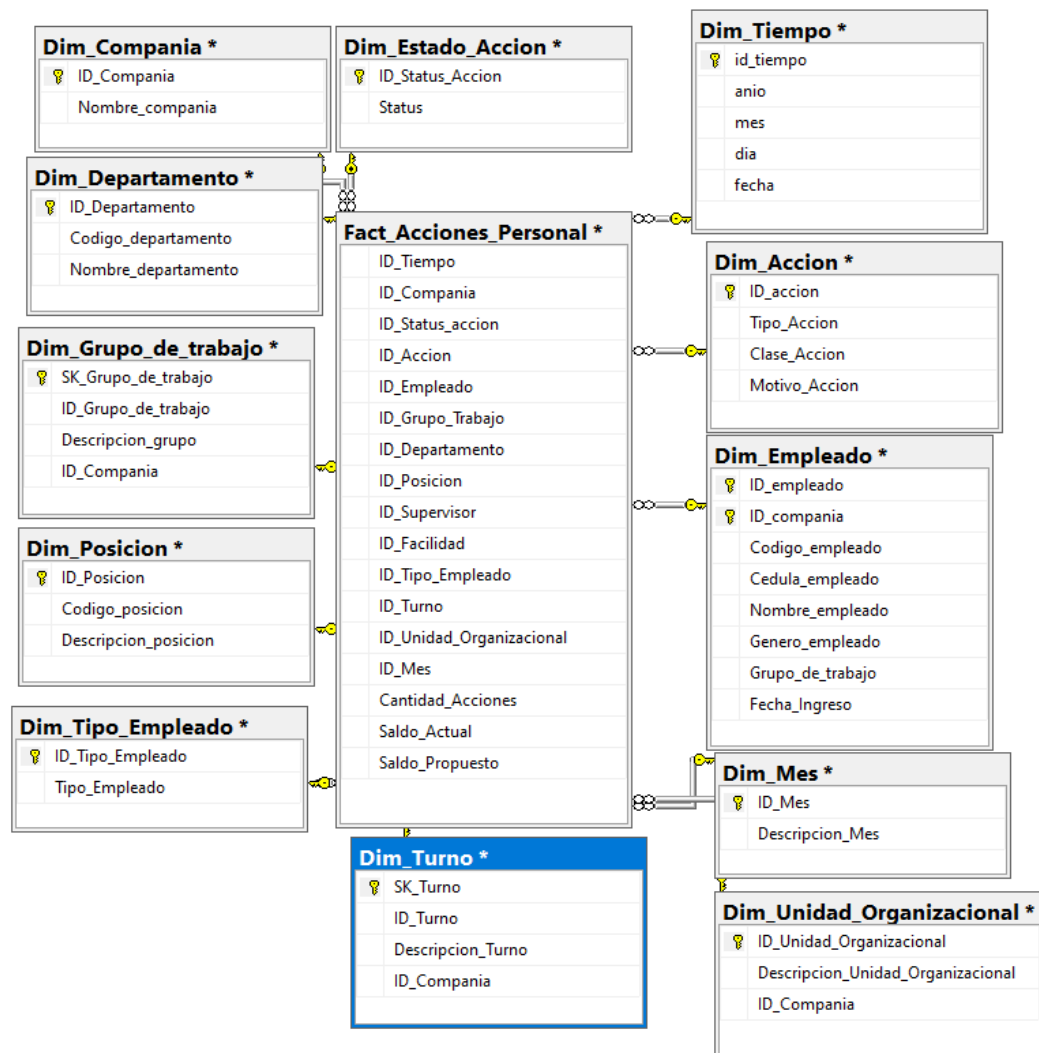 Dim_Compania *
ID_Compania
Nombre_compania
Dim_Estado_Accion *
ID_Status_Accion
Status
Dim_Tiempo *
id_tiempo
anio
mes
dia
fecha
Dim_Departamento *
ID_Departamento
Codigo_departamento
Nombre_departamento
Fact_Acciones_Personal *
ID_Tiempo
ID_Compania
ID_Status_accion
ID_Accion
ID_Empleado
ID_Grupo_Trabajo
ID_Departamento
ID_Posicion
ID_Supervisor
ID_Facilidad
ID_Tipo_Empleado
ID_Turno
ID_Unidad_Organizacional
ID_Mes
Cantidad_Acciones
Saldo_Actual
Saldo_Propuesto
Dim_Accion *
ID_accion
Tipo_Accion
Clase_Accion
Motivo_Accion
Dim_Grupo_de_trabajo *
SK_Grupo_de_trabajo
ID_Grupo_de_trabajo
Descripcion_grupo
ID_Compania
Dim_Empleado *
ID_empleado
ID_compania
Codigo_empleado
Cedula_empleado
Nombre_empleado
Genero_empleado
Grupo_de_trabajo
Fecha_Ingreso
Dim_Posicion *
ID_Posicion
Codigo_posicion
Descripcion_posicion
Dim_Tipo_Empleado *
ID_Tipo_Empleado
Tipo_Empleado
Dim_Mes *
ID_Mes
Descripcion_Mes
Dim_Turno *
SK_Turno
ID_Turno
Descripcion_Turno
ID_Compania
Dim_Unidad_Organizacional *
ID_Unidad_Organizacional
Descripcion_Unidad_Organizacional
ID_Compania